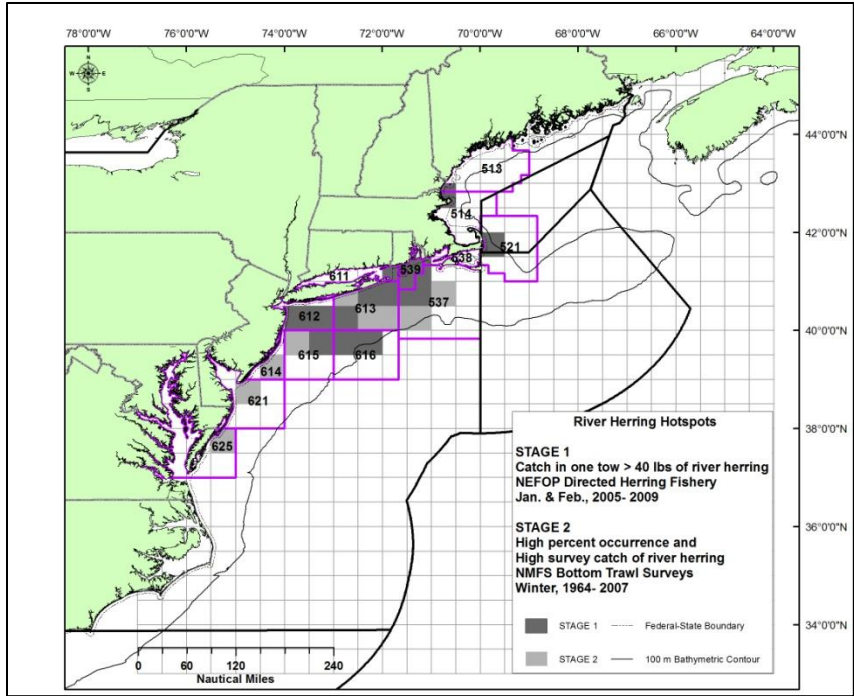 78°0'0"W 76°0'0"W 74°0'0"W 72°0'0"W 70°0'0"W 68°0'0"W 66°0'0"W 64°0'0"W
N
W E
S
44°0'0"N
513
514
42°0'0"N
521
539 538
611
537
613
612
40°0'0"N
615 616
614
621
38°0'0"N
625
36°0'0"N
34°0'0"N
River Herring Hotspots
STAGE 1
Catch in one tow > 40 lbs of river herring
NEFOP Directed Herring Fishery
Jan. & Feb., 2005- 2009
STAGE 2
High percent occurrence and
High survey catch of river herring
NMFS Bottom Trawl Surveys
Winter, 1964- 2007
STAGE 1 Federal-State Boundary
STAGE 2 100 m Bathymetric Contour
0 60 120 240
Nautical Miles